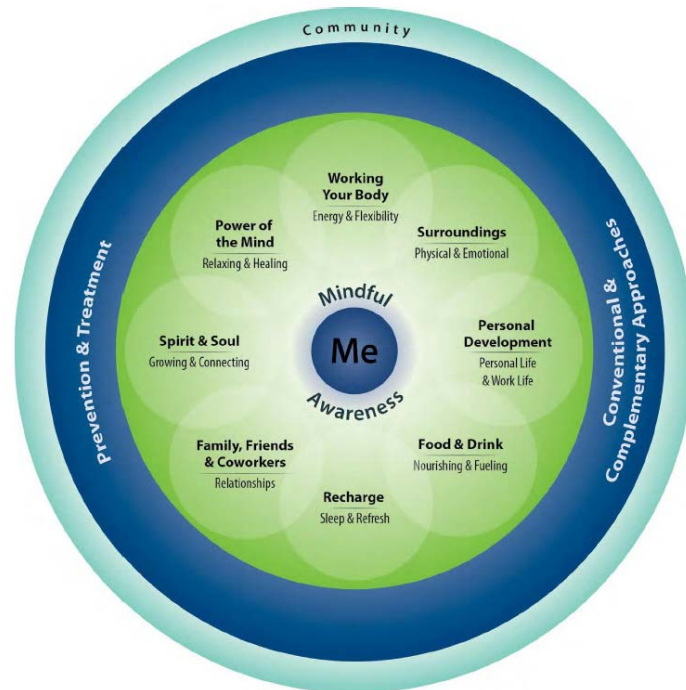 Community
Prevention & Treatment
Conventional &
Complementary Approaches
Working
Your Body
Energy & Flexibility
Surroundings
Physical & Emotional
Personal
Development
Personal Life
& Work Life
Food & Drink
Nourishing & Fueling
Recharge
Sleep & Refresh
Family, Friends
& Coworkers
Relationships
Spirit & Soul
Growing & Connecting
Power of
the Mind
Relaxing & Healing
Mindful
Me
Awareness